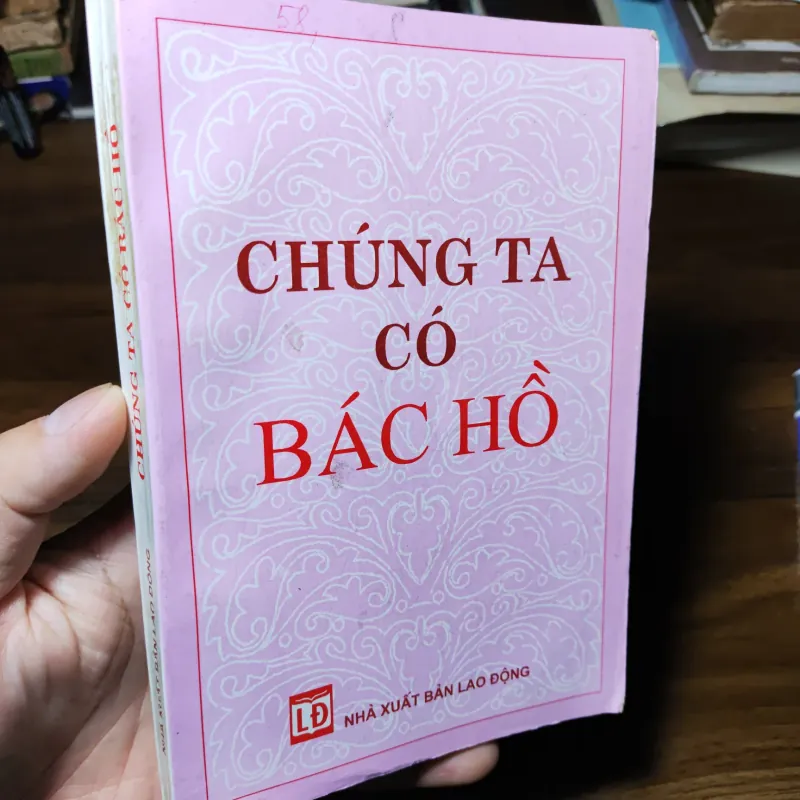 58,
CHÚNG TA
CÓ
BÁC HỒ
LĐ
NHÀ XUẤT BẢN LAO ĐỘNG
CHÚNG TA CÓ BÁC HỒ
NHÀ XUẤT BẢN LAO ĐỘNG